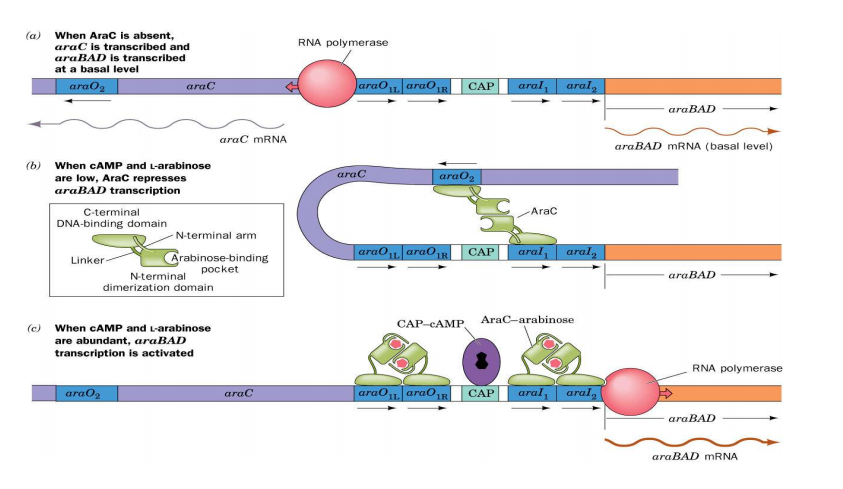 (a) When AraC is absent,
araC is transcribed and
araBAD is transcribed
at a basal level
RNA polymerase
araO2 araC araO1L araO1R CAP araI1 araI2
araBAD
araC mRNA
araBAD mRNA (basal level)
(b) When cAMP and L-arabinose
are low, AraC represses
araBAD transcription
araC araO2
C-terminal
DNA-binding domain
N-terminal arm
Linker
Arabinose-binding
pocket
N-terminal
dimerization domain
AraC
araO1L araO1R CAP araI1 araI2
araBAD
(c) When cAMP and L-arabinose
are abundant, araBAD
transcription is activated
CAP–cAMP AraC–arabinose
RNA polymerase
araO2 araC araO1L araO1R CAP araI1 araI2
araBAD
araBAD mRNA